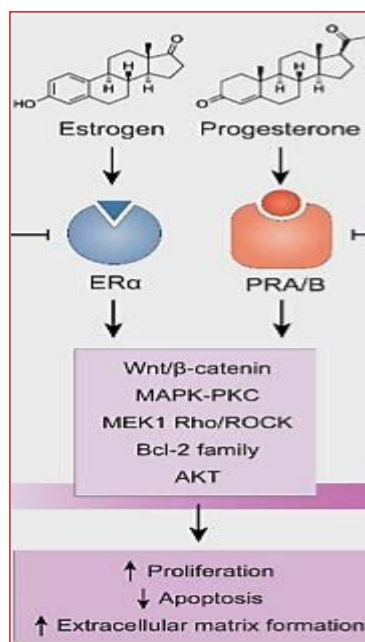 O
O
H
H
H
H
H
H
HO
O
Estrogen Progesterone
ERα PRA/B
Wnt/β-catenin
MAPK-PKC
MEK1 Rho/ROCK
Bcl-2 family
AKT
↑ Proliferation
↓ Apoptosis
↑ Extracellular matrix formation